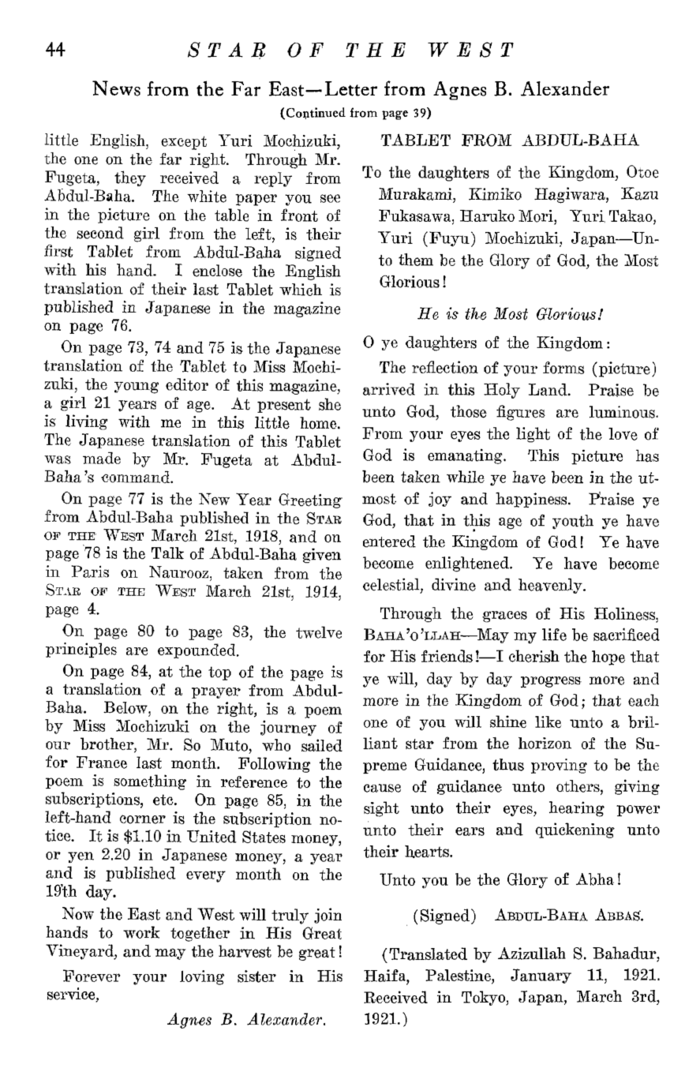 44
STAR OF THE WEST
News from the Far East—Letter from Agnes B. Alexander
(Continued from page 39)
little English, except Yuri Mochizuki,
the one on the far right. Through Mr.
Fugeta, they received a reply from
Abdul-Baha. The white paper you see
in the picture on the table in front of
the second girl from the left, is their
first Tablet from Abdul-Baha signed
with his hand. I enclose the English
translation of their last Tablet which is
published in Japanese in the magazine
on page 76.
On page 73, 74 and 75 is the Japanese
translation of the Tablet to Miss Mochi-
zuki, the young editor of this magazine,
a girl 21 years of age. At present she
is living with me in this little home.
The Japanese translation of this Tablet
was made by Mr. Fugeta at Abdul-
Baha's command.
On page 77 is the New Year Greeting
from Abdul-Baha published in the STAR
OF THE WEST March 21st, 1918, and on
page 78 is the Talk of Abdul-Baha given
in Paris on Naurooz, taken from the
STAR OF THE WEST March 21st, 1914,
page 4.
On page 80 to page 83, the twelve
principles are expounded.
On page 84, at the top of the page is
a translation of a prayer from Abdul-
Baha. Below, on the right, is a poem
by Miss Mochizuki on the journey of
our brother, Mr. So Muto, who sailed
for France last month. Following the
poem is something in reference to the
subscriptions, etc. On page 85, in the
left-hand corner is the subscription no-
tice. It is $1.10 in United States money,
or yen 2.20 in Japanese money, a year
and is published every month on the
19th day.
Now the East and West will truly join
hands to work together in His Great
Vineyard, and may the harvest be great!
Forever your loving sister in His
service,
Agnes B. Alexander.
TABLET FROM ABDUL-BAHA
To the daughters of the Kingdom, Otoe
Murakami, Kimiko Hagiwara, Kazu
Fukasawa, Haruko Mori, Yuri Takao,
Yuri (Fuyu) Mochizuki, Japan—Un-
to them be the Glory of God, the Most
Glorious!
He is the Most Glorious!
O ye daughters of the Kingdom:
The reflection of your forms (picture)
arrived in this Holy Land. Praise be
unto God, those figures are luminous.
From your eyes the light of the love of
God is emanating. This picture has
been taken while ye have been in the ut-
most of joy and happiness. Praise ye
God, that in this age of youth ye have
entered the Kingdom of God! Ye have
become enlightened. Ye have become
celestial, divine and heavenly.
Through the graces of His Holiness,
BAHA'O'LLAH—May my life be sacrificed
for His friends!—I cherish the hope that
ye will, day by day progress more and
more in the Kingdom of God; that each
one of you will shine like unto a bril-
liant star from the horizon of the Su-
preme Guidance, thus proving to be the
cause of guidance unto others, giving
sight unto their eyes, hearing power
unto their ears and quickening unto
their hearts.
Unto you be the Glory of Abha!
(Signed) ABDUL-BAHA ABBAS.
(Translated by Azizullah S. Bahadur,
Haifa, Palestine, January 11, 1921.
Received in Tokyo, Japan, March 3rd,
1921.)